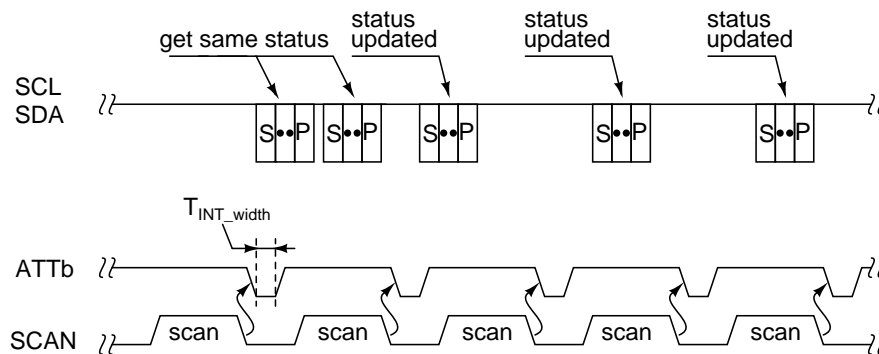 get same status
status
updated
status
updated
status
updated
SCL
SDA
S••P S••P S••P S••P S••P
T_INT_width
ATTb
SCAN scan scan scan scan scan